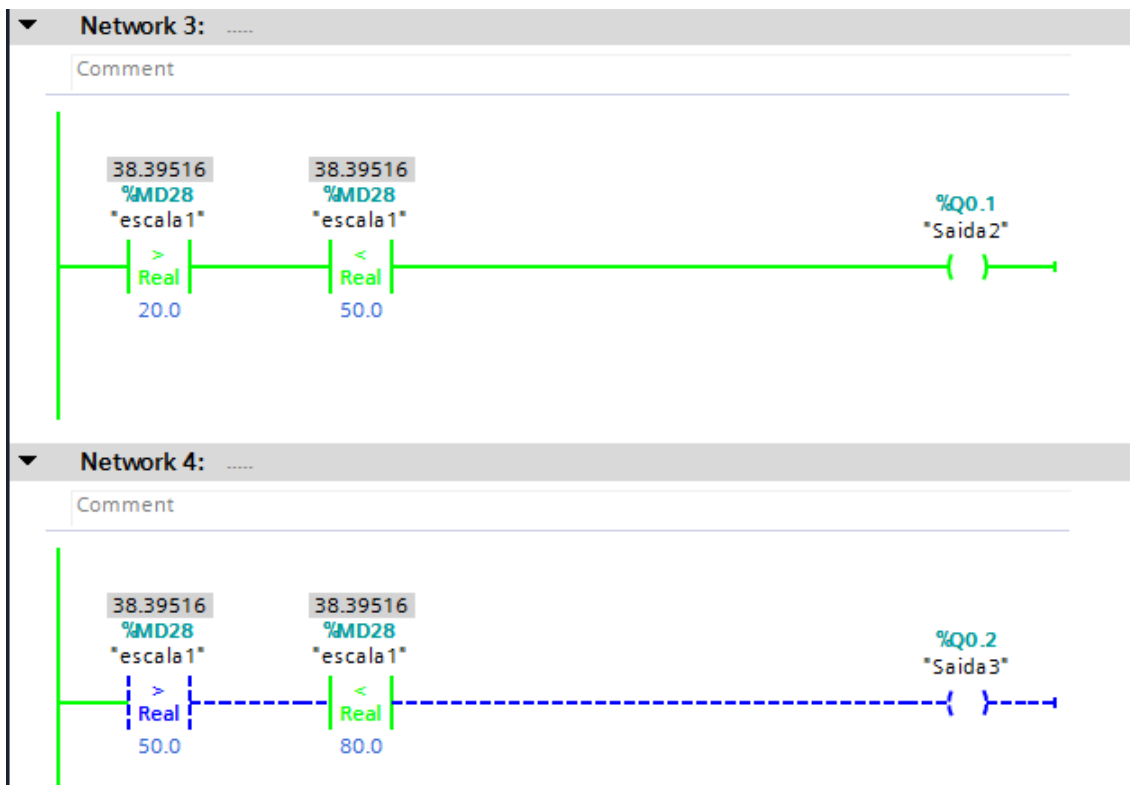 Network 3: .....
Comment
38.39516 38.39516
%MD28 %MD28 %Q0.1
"escala1" "escala1" "Saida2"
> <
Real Real
20.0 50.0
Network 4: .....
Comment
38.39516 38.39516
%MD28 %MD28 %Q0.2
"escala1" "escala1" "Saida3"
> <
Real Real
50.0 80.0